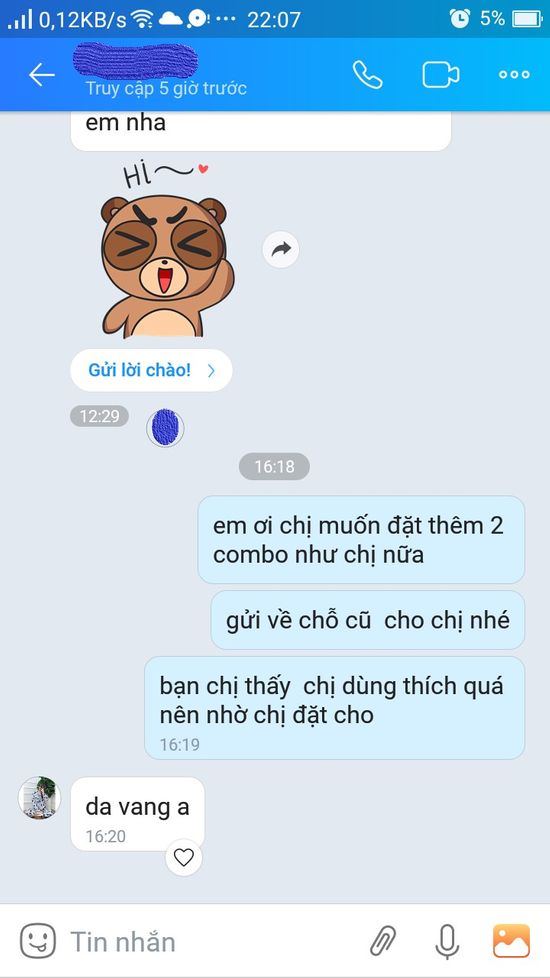 0,12KB/s 22:07 5%
Truy cập 5 giờ trước
em nha
Hi
Gửi lời chào!
12:29
16:18
em ơi chị muốn đặt thêm 2
combo như chị nữa
gửi về chỗ cũ cho chị nhé
bạn chị thấy chị dùng thích quá
nên nhờ chị đặt cho
16:19
da vang a
16:20
Tin nhắn